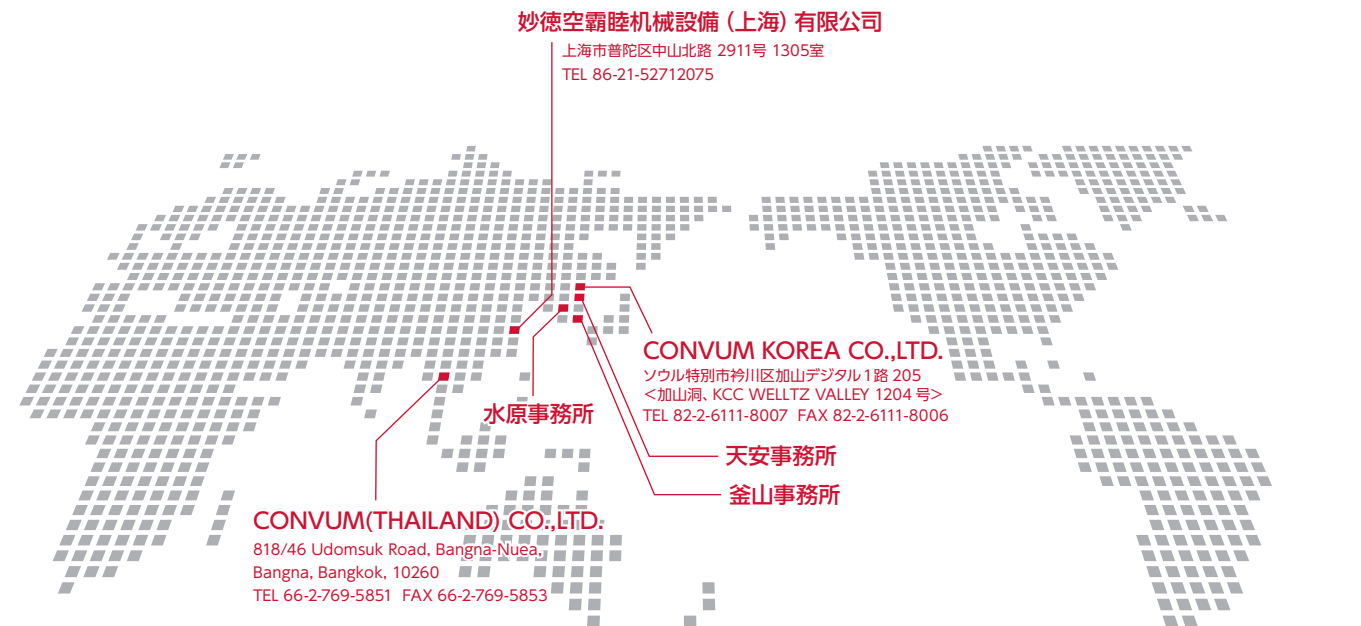 妙徳空霸睦机械設備（上海）有限公司
上海市普陀区中山北路 2911号 1305室
TEL 86-21-52712075
CONVUM KOREA CO.,LTD.
ソウル特別市衿川区加山デジタル1路 205
＜加山洞、KCC WELLTZ VALLEY 1204 号＞
TEL 82-2-6111-8007 FAX 82-2-6111-8006
水原事務所
天安事務所
釜山事務所
CONVUM(THAILAND) CO.,LTD.
818/46 Udomsuk Road, Bangna-Nuea,
Bangna, Bangkok, 10260
TEL 66-2-769-5851 FAX 66-2-769-5853